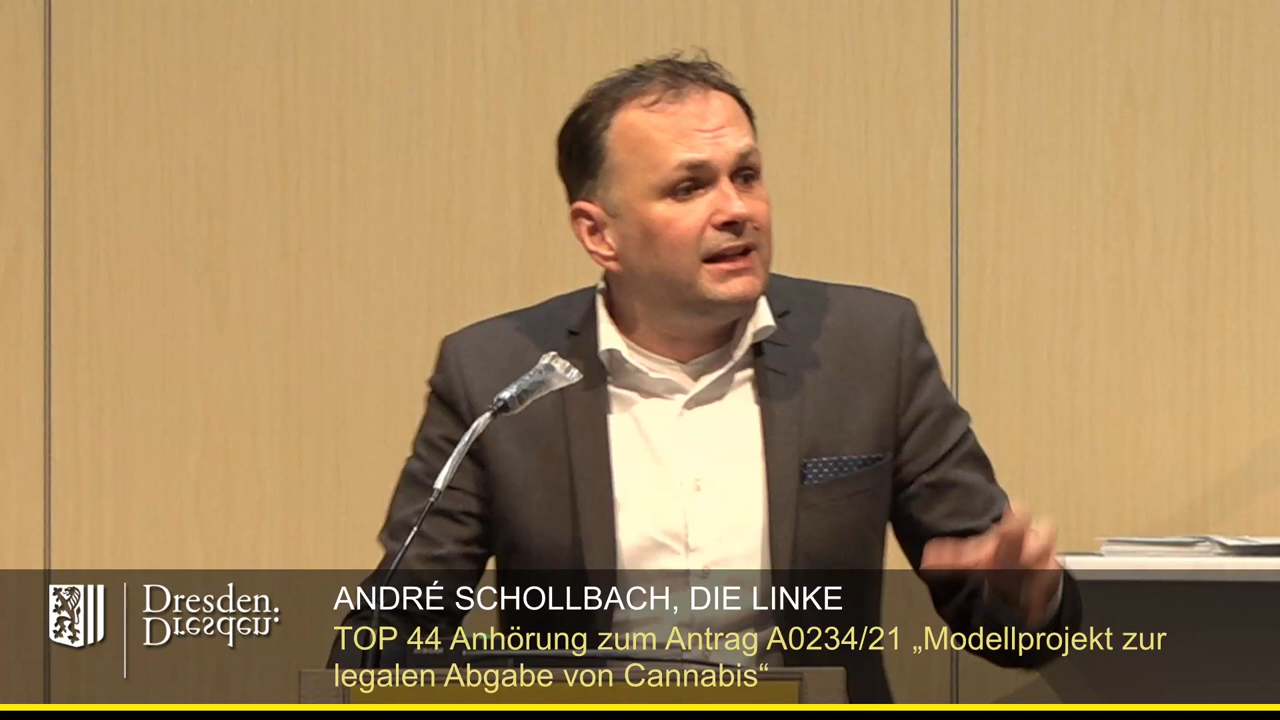 Dresden.
Dresden.
ANDRÉ SCHOLLBACH, DIE LINKE
TOP 44 Anhörung zum Antrag A0234/21 „Modellprojekt zur
legalen Abgabe von Cannabis“